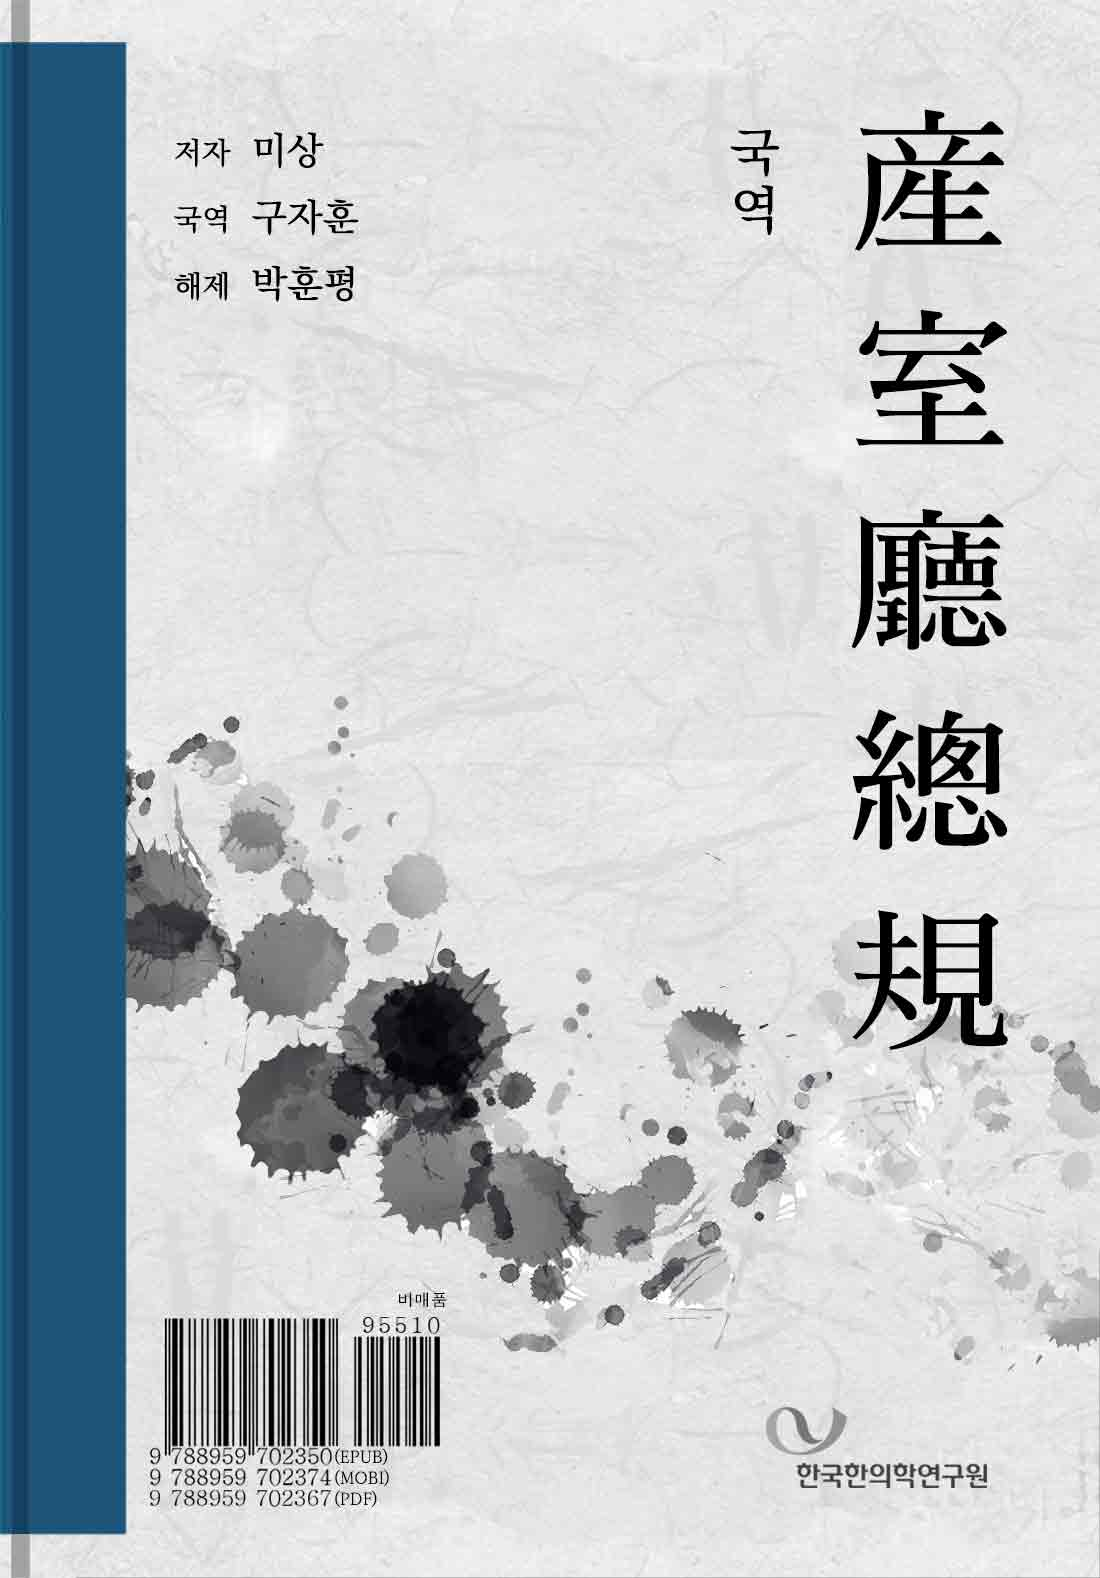 産室廳總規
국역
저자 미상
국역 구자훈
해제 박훈평
비매품
95510
9 788959 702350(EPUB)
9 788959 702374(MOBI)
9 788959 702367(PDF)
한국한의학연구원